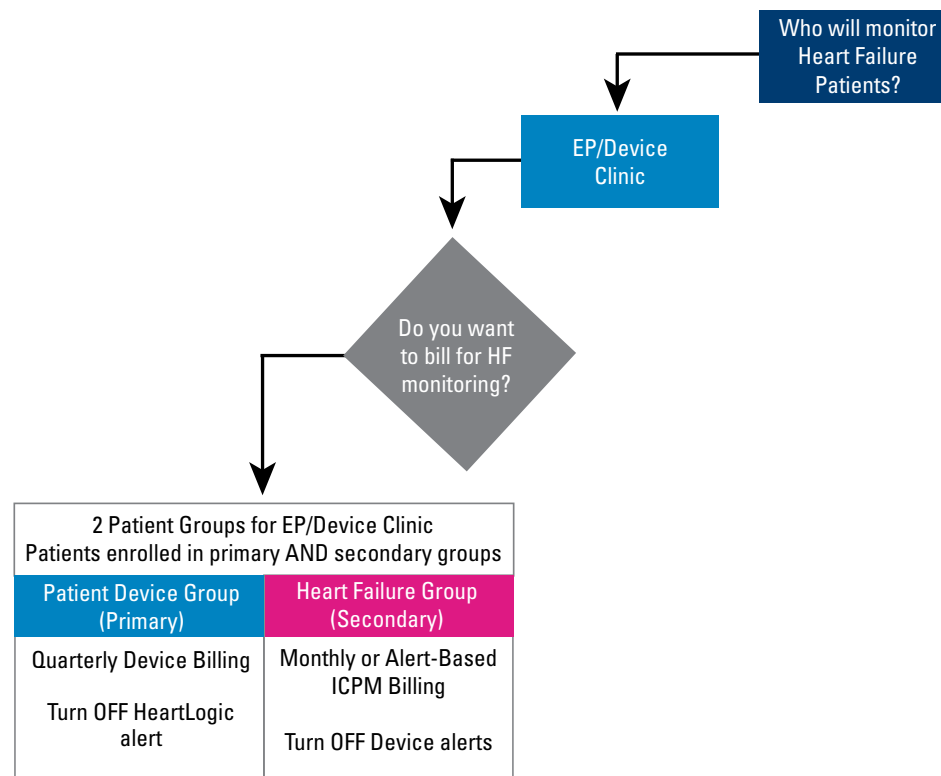 Who will monitor
Heart Failure
Patients?
EP/Device
Clinic
Do you want
to bill for HF
monitoring?
2 Patient Groups for EP/Device Clinic
Patients enrolled in primary AND secondary groups
Patient Device Group
(Primary)
Heart Failure Group
(Secondary)
Quarterly Device Billing
Turn OFF HeartLogic
alert
Monthly or Alert-Based
ICPM Billing
Turn OFF Device alerts